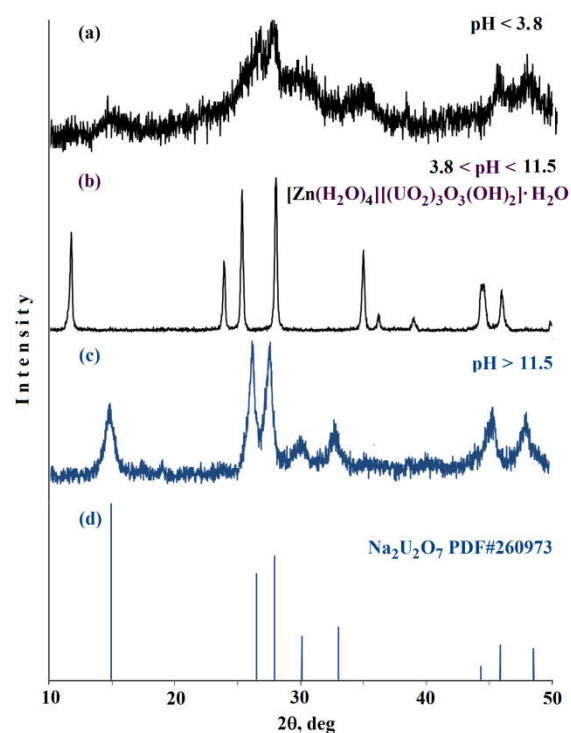 (a)
pH < 3.8
3.8 < pH < 11.5
(b)
[Zn(H₂O)₄][(UO₂)₃O₃(OH)₂]·H₂O
(c)
pH > 11.5
(d)
Na₂U₂O₇ PDF#260973
Intensity
10 20 30 40 50
2θ, deg